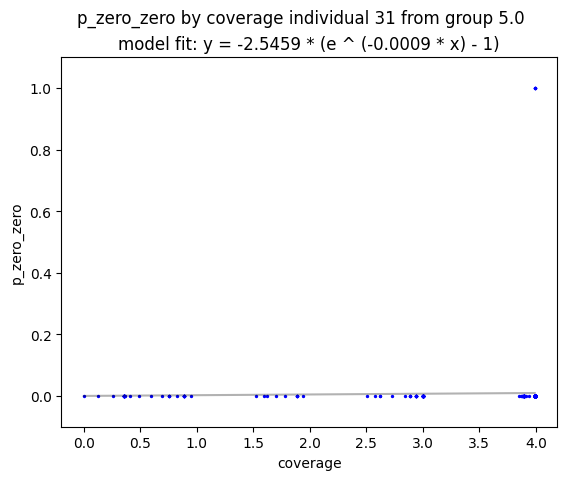 p_zero_zero by coverage individual 31 from group 5.0
model fit: y = -2.5459 * (e ^ (-0.0009 * x) - 1)
1.0
0.8
0.6
0.4
0.2
0.0
p_zero_zero
0.0 0.5 1.0 1.5 2.0 2.5 3.0 3.5 4.0
coverage